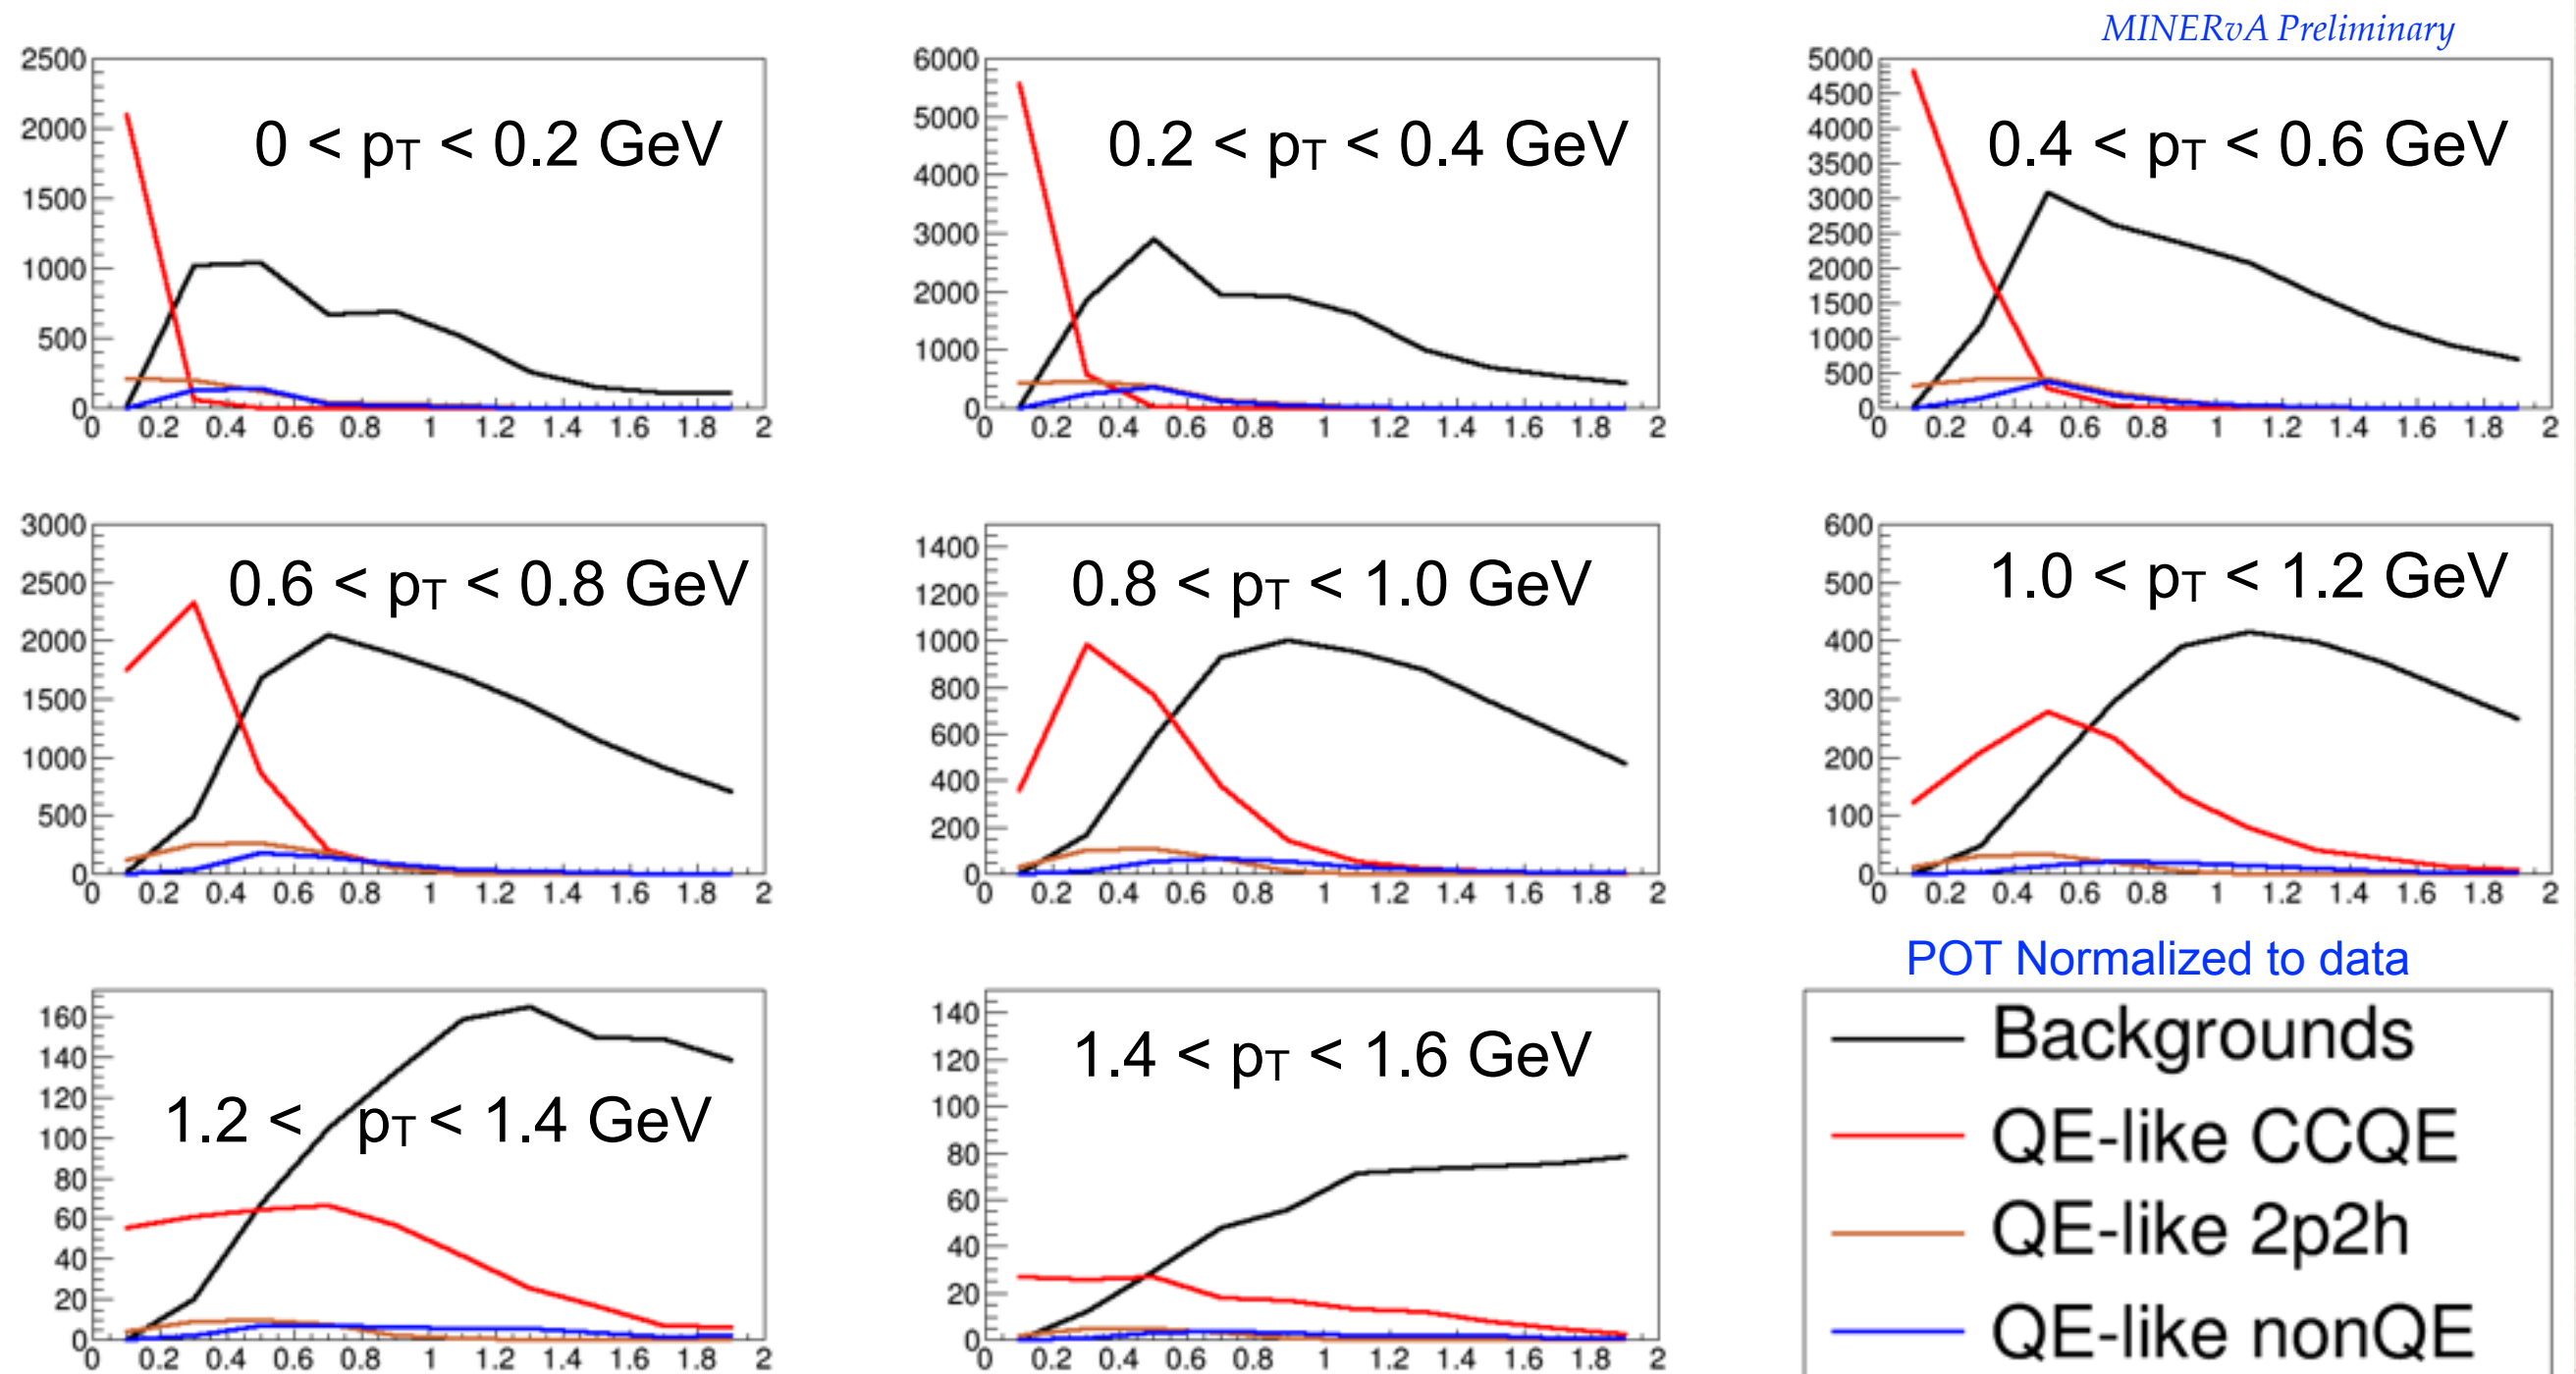 MINERvA Preliminary
0 < pT < 0.2 GeV
2500
2000
1500
1000
500
0
0 0.2 0.4 0.6 0.8 1 1.2 1.4 1.6 1.8 2
0.2 < pT < 0.4 GeV
6000
5000
4000
3000
2000
1000
0
0 0.2 0.4 0.6 0.8 1 1.2 1.4 1.6 1.8 2
0.4 < pT < 0.6 GeV
5000
4500
4000
3500
3000
2500
2000
1500
1000
500
0
0 0.2 0.4 0.6 0.8 1 1.2 1.4 1.6 1.8 2
0.6 < pT < 0.8 GeV
3000
2500
2000
1500
1000
500
0
0 0.2 0.4 0.6 0.8 1 1.2 1.4 1.6 1.8 2
0.8 < pT < 1.0 GeV
1400
1200
1000
800
600
400
200
0
0 0.2 0.4 0.6 0.8 1 1.2 1.4 1.6 1.8 2
1.0 < pT < 1.2 GeV
600
500
400
300
200
100
0
0 0.2 0.4 0.6 0.8 1 1.2 1.4 1.6 1.8 2
1.2 < pT < 1.4 GeV
160
140
120
100
80
60
40
20
0
0 0.2 0.4 0.6 0.8 1 1.2 1.4 1.6 1.8 2
1.4 < pT < 1.6 GeV
140
120
100
80
60
40
20
0
0 0.2 0.4 0.6 0.8 1 1.2 1.4 1.6 1.8 2
POT Normalized to data
Backgrounds
QE-like CCQE
QE-like 2p2h
QE-like nonQE